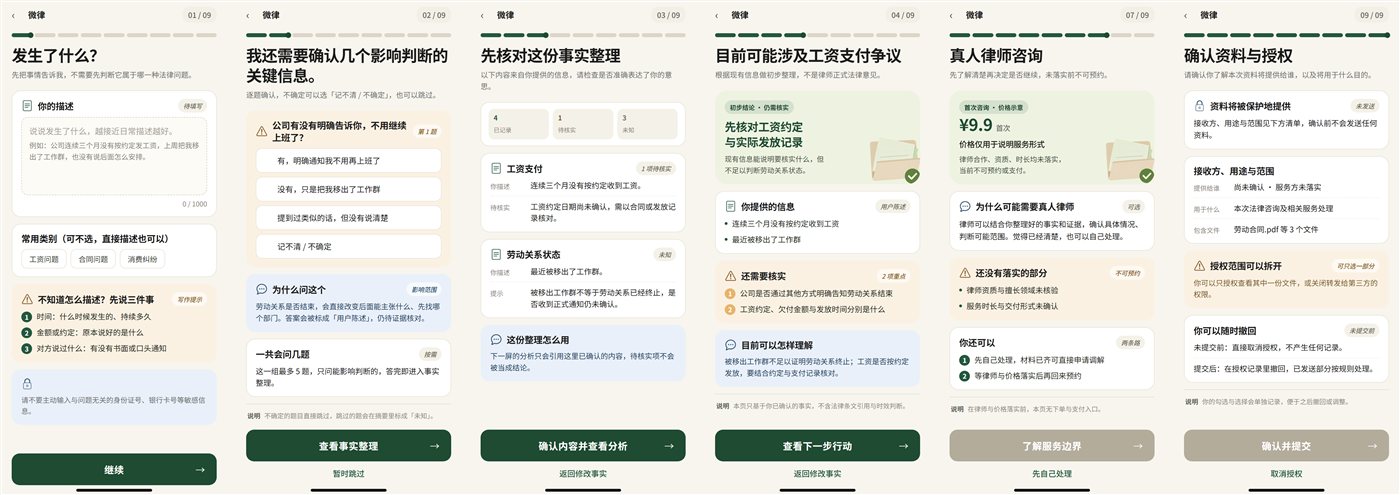 ‹ 微律 01 / 09
发生了什么？
先把事情告诉我，不需要先判断它属于哪一种法律问题。
你的描述 待填写
说说发生了什么，越接近日常描述越好。
例如：公司连续三个月没有按约定发工资，上周把我移
出了工作群，也没有说后面怎么安排。
0 / 1000
常用类别（可不选，直接描述也可以）
工资问题 合同问题 消费纠纷
不知道怎么描述？先说三件事 写作提示
1 时间：什么时候发生的、持续多久
2 金额或约定：原本说好的是什么
3 对方说过什么：有没有书面或口头通知
请不要主动输入与问题无关的身份证号、银行卡号等敏感信
息。
继续 →
‹ 微律 02 / 09
我还需要确认几个影响判断的
关键信息。
逐题确认，不确定可以选「记不清 / 不确定」，也可以跳过。
公司有没有明确告诉你，不用继续
上班了？ 第 1 题
有，明确通知我不用再上班了
没有，只是把我移出了工作群
提到过类似的话，但没有说清楚
记不清 / 不确定
为什么问这个 影响范围
劳动关系是否结束，会直接改变后面能主张什么、先找哪
个部门。答案会被标成「用户陈述」，仍待证据核对。
一共会问几题 按需
这一组最多 5 题，只问能影响判断的，答完即进入事实
整理。
说明 不确定的题目直接跳过，跳过的题会在摘要里标成「未知」。
查看事实整理 →
暂时跳过
‹ 微律 03 / 09
先核对这份事实整理
以下内容来自你提供的信息，请检查是否准确表达了你的意
思。
4 1 3
已记录 待核实 未知
工资支付 1 项待核实
你描述 连续三个月没有按约定收到工资。
待核实 工资约定日期尚未确认，需以合同或发放记
录核对。
劳动关系状态 未知
你描述 最近被移出了工作群。
提示 被移出工作群不等于劳动关系已经终止，是
否收到正式通知仍未确认。
这份整理怎么用
下一屏的分析只会引用这里已确认的内容，待核实项不会
被当成结论。
确认内容并查看分析 →
返回修改事实
‹ 微律 04 / 09
目前可能涉及工资支付争议
根据现有信息做初步整理，不是律师正式法律意见。
初步结论 · 仍需核实
先核对工资约定
与实际发放记录
现有信息能说明要核实什么，但
不足以判断劳动关系状态。
你提供的信息 用户陈述
• 连续三个月没有按约定收到工资
• 最近被移出了工作群
还需要核实 2 项重点
1 公司是否通过其他方式明确告知劳动关系结束
2 工资约定、欠付金额与发放时间分别是什么
目前可以怎样理解
被移出工作群不足以证明劳动关系终止；工资是否按约定
发放，要结合约定与支付记录核对。
说明 本页只基于你已确认的事实，不含法律条文引用与时效判断。
查看下一步行动 →
返回修改事实
‹ 微律 07 / 09
真人律师咨询
先了解清楚再决定是否继续，未落实前不可预约。
首次咨询 · 价格示意
¥9.9 首次
价格仅用于说明服务形式
律师合作、资质、时长均未落实，
当前不可预约或支付。
为什么可能需要真人律师 可选
律师可以结合你整理好的事实和证据，确认具体情况、
判断可能范围。觉得已经清楚，也可以自己处理。
还没有落实的部分 不可预约
• 律师资质与擅长领域未核验
• 服务时长与交付形式未确认
你还可以 两条路
1 先自己处理，材料已齐可直接申请调解
2 等律师与价格落实后再回来预约
说明 在律师与价格落实前，本页无下单与支付入口。
了解服务边界 →
先自己处理
‹ 微律 09 / 09
确认资料与授权
请确认你了解本次资料将提供给谁，以及将用于什么目的。
资料将被保护地提供 未发送
接收方、用途与范围见下方清单，确认前不会发送任何
资料。
接收方、用途与范围
提供给谁 尚未确认 · 服务方未落实
用于什么 本次法律咨询及相关服务处理
包含文件 劳动合同.pdf 等 3 个文件
授权范围可以拆开 可只选一部分
你可以只授权查看其中一份文件，或关闭转发给第三方的
权限。
你可以随时撤回 未提交前
未提交前：直接取消授权，不产生任何记录。
提交后：在授权记录里撤回，已发送部分按规则处理。
说明 你的勾选与选择会单独记录，便于之后撤回或调整。
确认并提交 →
取消授权